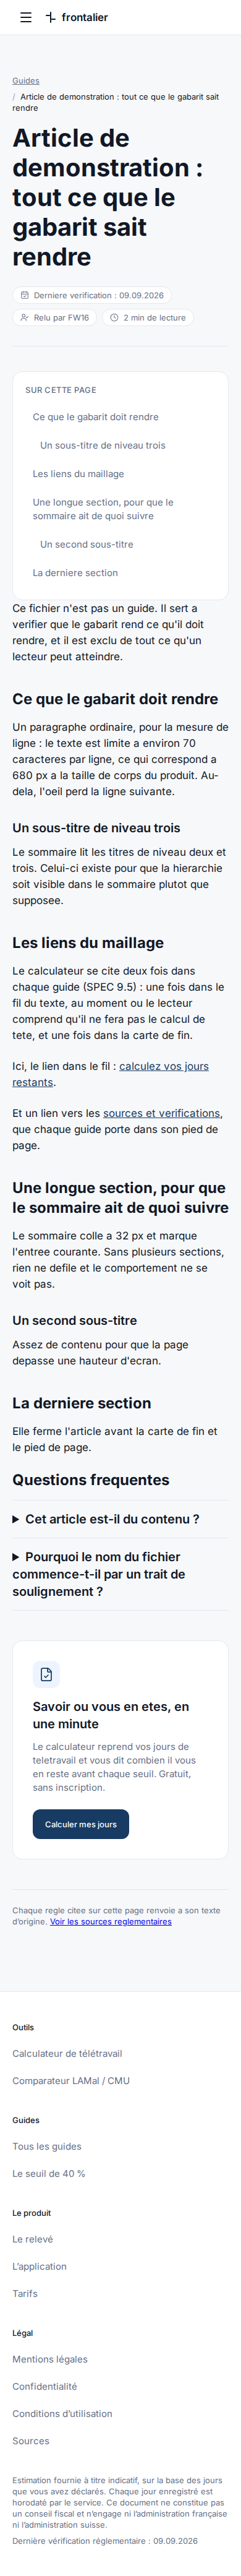 frontalier
Guides
/ Article de demonstration : tout ce que le gabarit sait
rendre
Article de
demonstration :
tout ce que le
gabarit sait
rendre
Derniere verification : 09.09.2026
Relu par FW16
2 min de lecture
SUR CETTE PAGE
Ce que le gabarit doit rendre
Un sous-titre de niveau trois
Les liens du maillage
Une longue section, pour que le
sommaire ait de quoi suivre
Un second sous-titre
La derniere section
Ce fichier n'est pas un guide. Il sert a
verifier que le gabarit rend ce qu'il doit
rendre, et il est exclu de tout ce qu'un
lecteur peut atteindre.
Ce que le gabarit doit rendre
Un paragraphe ordinaire, pour la mesure de
ligne : le texte est limite a environ 70
caracteres par ligne, ce qui correspond a
680 px a la taille de corps du produit. Au-
dela, l'oeil perd la ligne suivante.
Un sous-titre de niveau trois
Le sommaire lit les titres de niveau deux et
trois. Celui-ci existe pour que la hierarchie
soit visible dans le sommaire plutot que
supposee.
Les liens du maillage
Le calculateur se cite deux fois dans
chaque guide (SPEC 9.5) : une fois dans le
fil du texte, au moment ou le lecteur
comprend qu'il ne fera pas le calcul de
tete, et une fois dans la carte de fin.
Ici, le lien dans le fil : calculez vos jours
restants.
Et un lien vers les sources et verifications,
que chaque guide porte dans son pied de
page.
Une longue section, pour que
le sommaire ait de quoi suivre
Le sommaire colle a 32 px et marque
l'entree courante. Sans plusieurs sections,
rien ne defile et le comportement ne se
voit pas.
Un second sous-titre
Assez de contenu pour que la page
depasse une hauteur d'ecran.
La derniere section
Elle ferme l'article avant la carte de fin et
le pied de page.
Questions frequentes
Cet article est-il du contenu ?
Pourquoi le nom du fichier
commence-t-il par un trait de
soulignement ?
Savoir ou vous en etes, en
une minute
Le calculateur reprend vos jours de
teletravail et vous dit combien il vous
en reste avant chaque seuil. Gratuit,
sans inscription.
Calculer mes jours
Chaque regle citee sur cette page renvoie a son texte
d'origine. Voir les sources reglementaires
Outils
Calculateur de télétravail
Comparateur LAMal / CMU
Guides
Tous les guides
Le seuil de 40 %
Le produit
Le relevé
L'application
Tarifs
Légal
Mentions légales
Confidentialité
Conditions d'utilisation
Sources
Estimation fournie à titre indicatif, sur la base des jours
que vous avez déclarés. Chaque jour enregistré est
horodaté par le service. Ce document ne constitue pas
un conseil fiscal et n'engage ni l'administration française
ni l'administration suisse.
Dernière vérification réglementaire : 09.09.2026